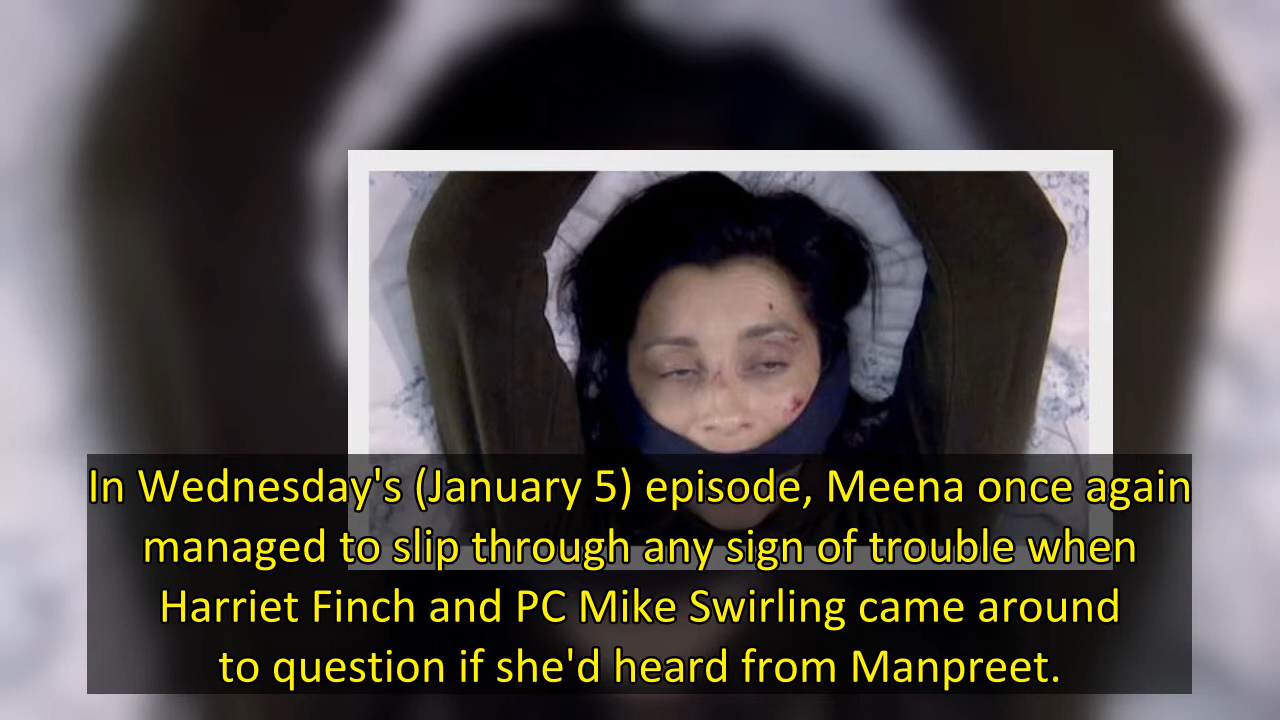 In Wednesday's (January 5) episode, Meena once again
managed to slip through any sign of trouble when
Harriet Finch and PC Mike Swirling came around
to question if she'd heard from Manpreet.